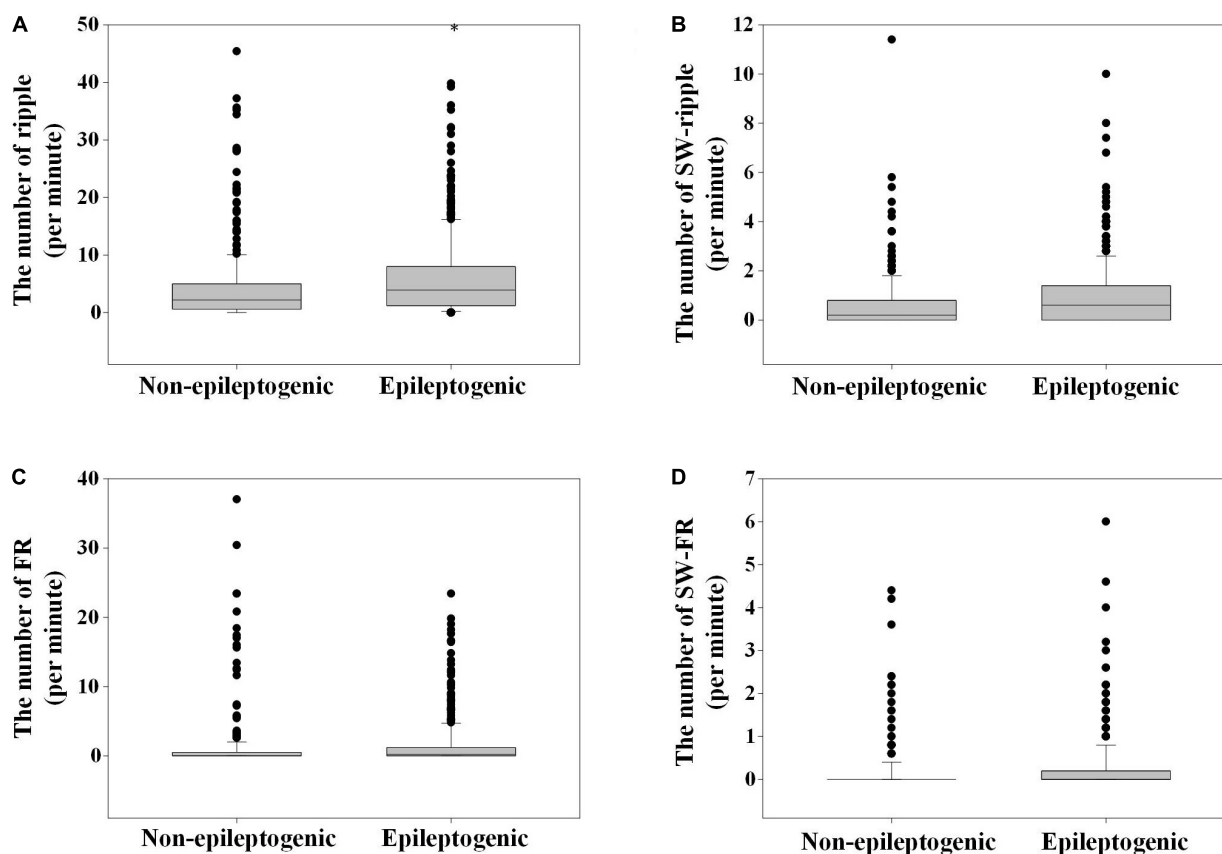 A
The number of ripple
(per minute)
50
40
30
20
10
0
*
Non-epileptogenic
Epileptogenic
B
The number of SW-ripple
(per minute)
12
10
8
6
4
2
0
Non-epileptogenic
Epileptogenic
C
The number of FR
(per minute)
40
30
20
10
0
Non-epileptogenic
Epileptogenic
D
The number of SW-FR
(per minute)
7
6
5
4
3
2
1
0
Non-epileptogenic
Epileptogenic